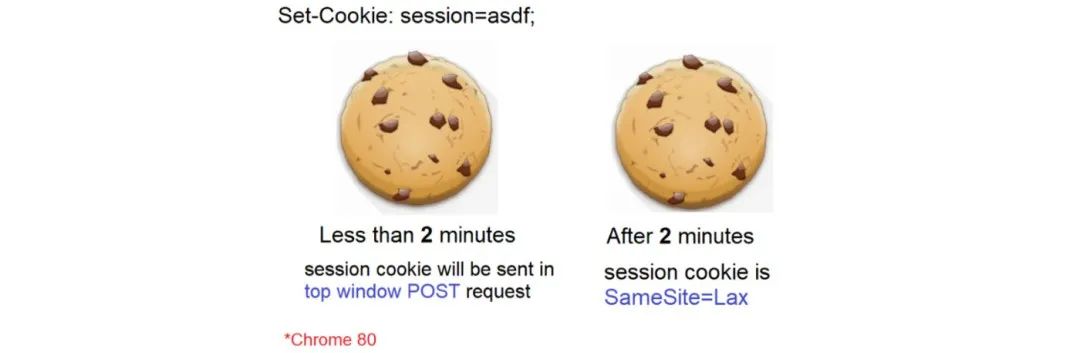 Set-Cookie: session=asdf;
Less than 2 minutes
session cookie will be sent in
top window POST request
After 2 minutes
session cookie is
SameSite=Lax
*Chrome 80